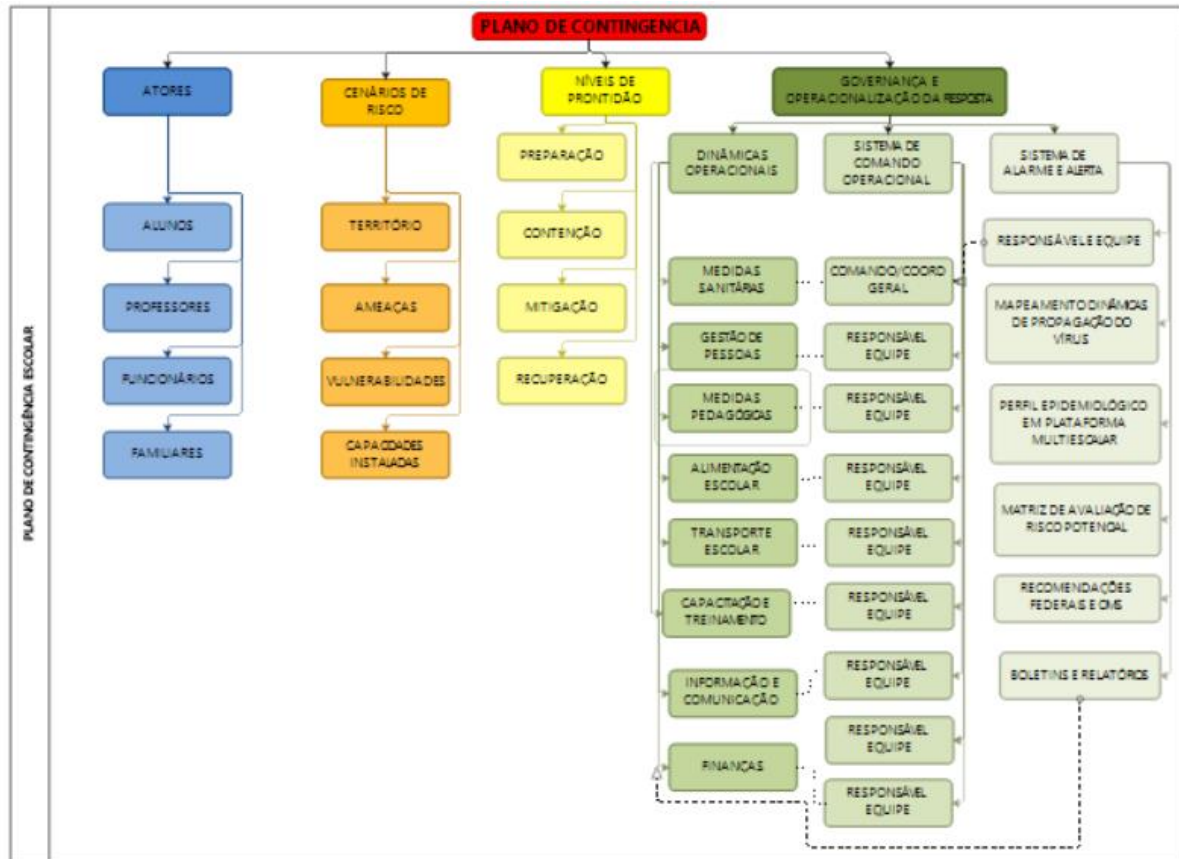 PLANO DE CONTINGÊNCIA ESCOLAR
PLANO DE CONTINGENCIA
ATORES
ALUNOS
PROFESSORES
FUNCIONÁRIOS
FAMILIARES
CENÁRIOS DE
RISCO
TERRITÓRIO
AMEAÇAS
VULNERABILIDADES
CAPACIDADES
INSTALADAS
NÍVEIS DE
PRONTIDÃO
PREPARAÇÃO
CONTENÇÃO
MITIGAÇÃO
RECUPERAÇÃO
GOVERNANÇA E
OPERACIONALIZAÇÃO DA RESPOSTA
DINÂMICAS
OPERACIONAIS
MEDIDAS
SANITÁRIAS
GESTÃO DE
PESSOAS
MEDIDAS
PEDAGÓGICAS
ALIMENTAÇÃO
ESCOLAR
TRANSPORTE
ESCOLAR
CAPACITAÇÃO E
TREINAMENTO
INFORMAÇÃO E
COMUNICAÇÃO
FINANÇAS
SISTEMA DE
COMANDO
OPERACIONAL
COMANDO/COORD
GERAL
RESPONSÁVEL
EQUIPE
RESPONSÁVEL
EQUIPE
RESPONSÁVEL
EQUIPE
RESPONSÁVEL
EQUIPE
RESPONSÁVEL
EQUIPE
RESPONSÁVEL
EQUIPE
RESPONSÁVEL
EQUIPE
RESPONSÁVEL
EQUIPE
SISTEMA DE
ALARME E ALERTA
RESPONSÁVEL E EQUIPE
MAPEAMENTO DINÂMICAS
DE PROPAGAÇÃO DO
VÍRUS
PERFIL EPIDEMIOLÓGICO
EM PLATAFORMA
MULTIESCALAR
MATRIZ DE AVALIAÇÃO DE
RISCO POTENCIAL
RECOMENDAÇÕES
FEDERAIS E OMS
BOLETINS E RELATÓRIOS